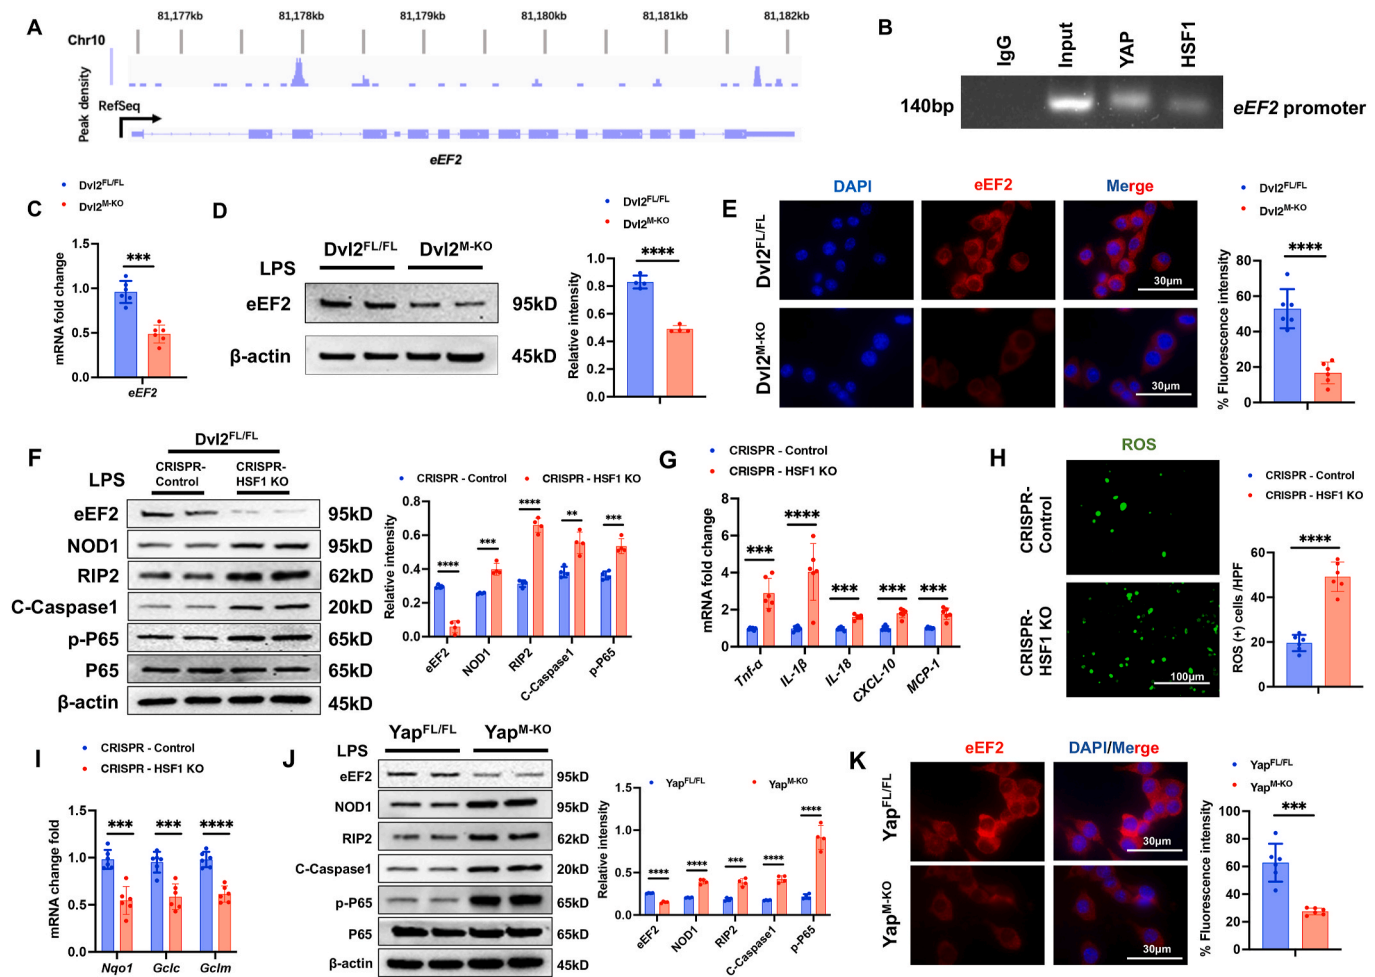 A
81,177kb 81,178kb 81,179kb 81,180kb 81,181kb 81,182kb
Chr10
Peak density
RefSeq
eEF2
B
IgG Input YAP HSF1
140bp
eEF2 promoter
C
Dvl2FL/FL
Dvl2M-KO
mRNA fold change
1.5
1.0
0.5
0.0
***
eEF2
D
Dvl2FL/FL Dvl2M-KO
LPS
eEF2 95kD
β-actin 45kD
Dvl2FL/FL
Dvl2M-KO
Relative intensity
1.0
0.8
0.6
0.4
0.2
0.0
****
E
DAPI eEF2 Merge
Dvl2FL/FL
30μm
Dvl2M-KO
30μm
Dvl2FL/FL
Dvl2M-KO
% Fluorescence intensity
80
60
40
20
0
****
F
Dvl2FL/FL
CRISPR-Control CRISPR-HSF1 KO
LPS
eEF2 95kD
NOD1 95kD
RIP2 62kD
C-Caspase1 20kD
p-P65 65kD
P65 65kD
β-actin 45kD
CRISPR - Control CRISPR - HSF1 KO
Relative intensity
0.8
0.6
0.4
0.2
0.0
**** *** **** ** ***
eEF2 NOD1 RIP2 C-Caspase1 p-P65
G
CRISPR - Control
CRISPR - HSF1 KO
mRNA fold change
8
6
4
2
0
*** **** *** *** ***
Tnf-α IL-1β IL-18 CXCL-10 MCP-1
H
ROS
CRISPR-Control
CRISPR-HSF1 KO
100μm
CRISPR - Control
CRISPR - HSF1 KO
ROS (+) cells /HPF
60
40
20
0
****
I
CRISPR - Control
CRISPR - HSF1 KO
mRNA change fold
1.5
1.0
0.5
0.0
*** *** ****
Nqo1 Gclc Gclm
J
YapFL/FL YapM-KO
LPS
eEF2 95kD
NOD1 95kD
RIP2 62kD
C-Caspase1 20kD
p-P65 65kD
P65 65kD
β-actin 45kD
YapFL/FL YapM-KO
Relative intensity
1.5
1.0
0.5
0.0
**** **** *** **** ****
eEF2 NOD1 RIP2 C-Caspase1 p-P65
K
eEF2 DAPI/Merge
YapFL/FL
30μm
YapM-KO
30μm
YapFL/FL
YapM-KO
% Fluorescence intensity
100
80
60
40
20
0
***